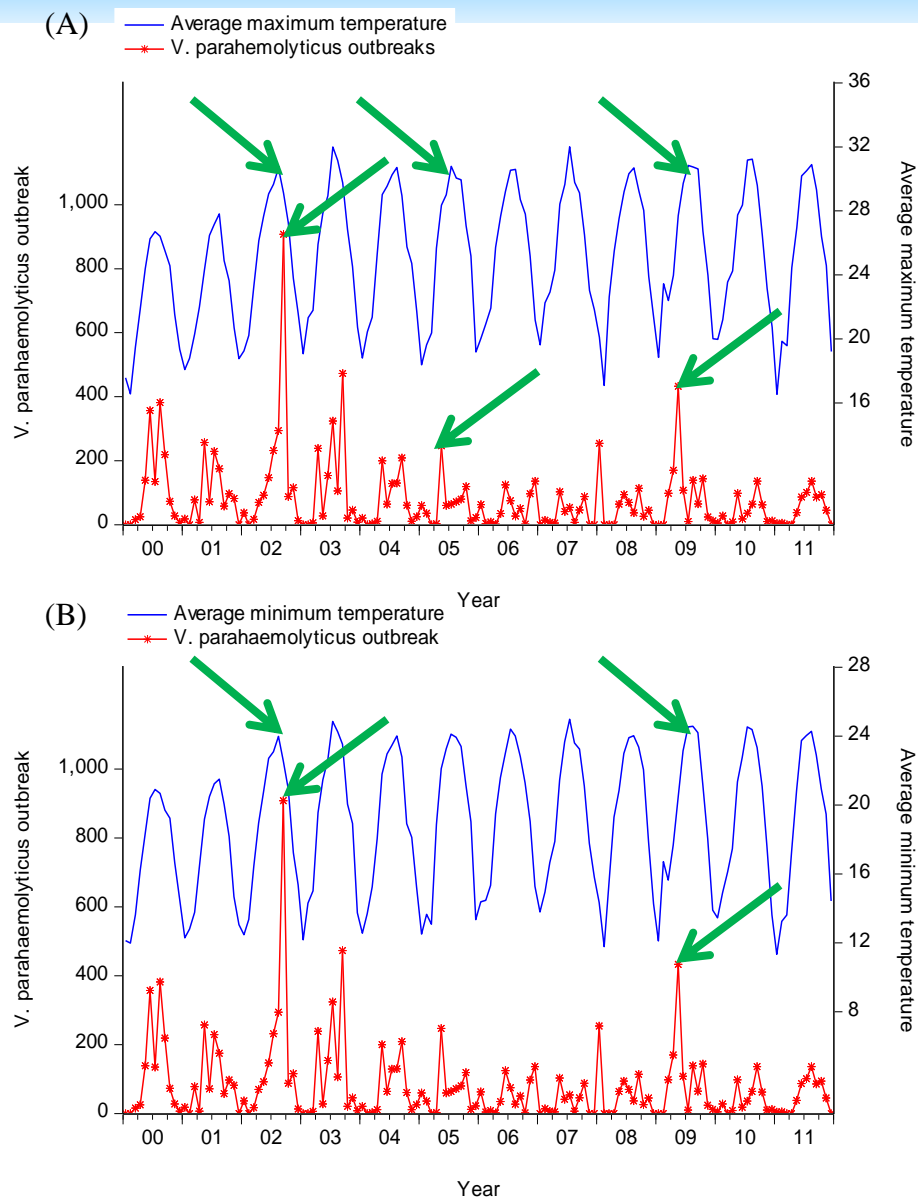 (A)
Average maximum temperature
V. parahemolyticus outbreaks
V. parahaemolyticus outbreak
1,000
800
600
400
200
0
36
32
28
24
20
16
Average maximum temperature
00 01 02 03 04 05 06 07 08 09 10 11
Year
(B)
Average minimum temperature
V. parahaemolyticus outbreak
V. parahaemolyticus outbreak
1,000
800
600
400
200
0
28
24
20
16
12
8
Average minimum temperature
00 01 02 03 04 05 06 07 08 09 10 11
Year